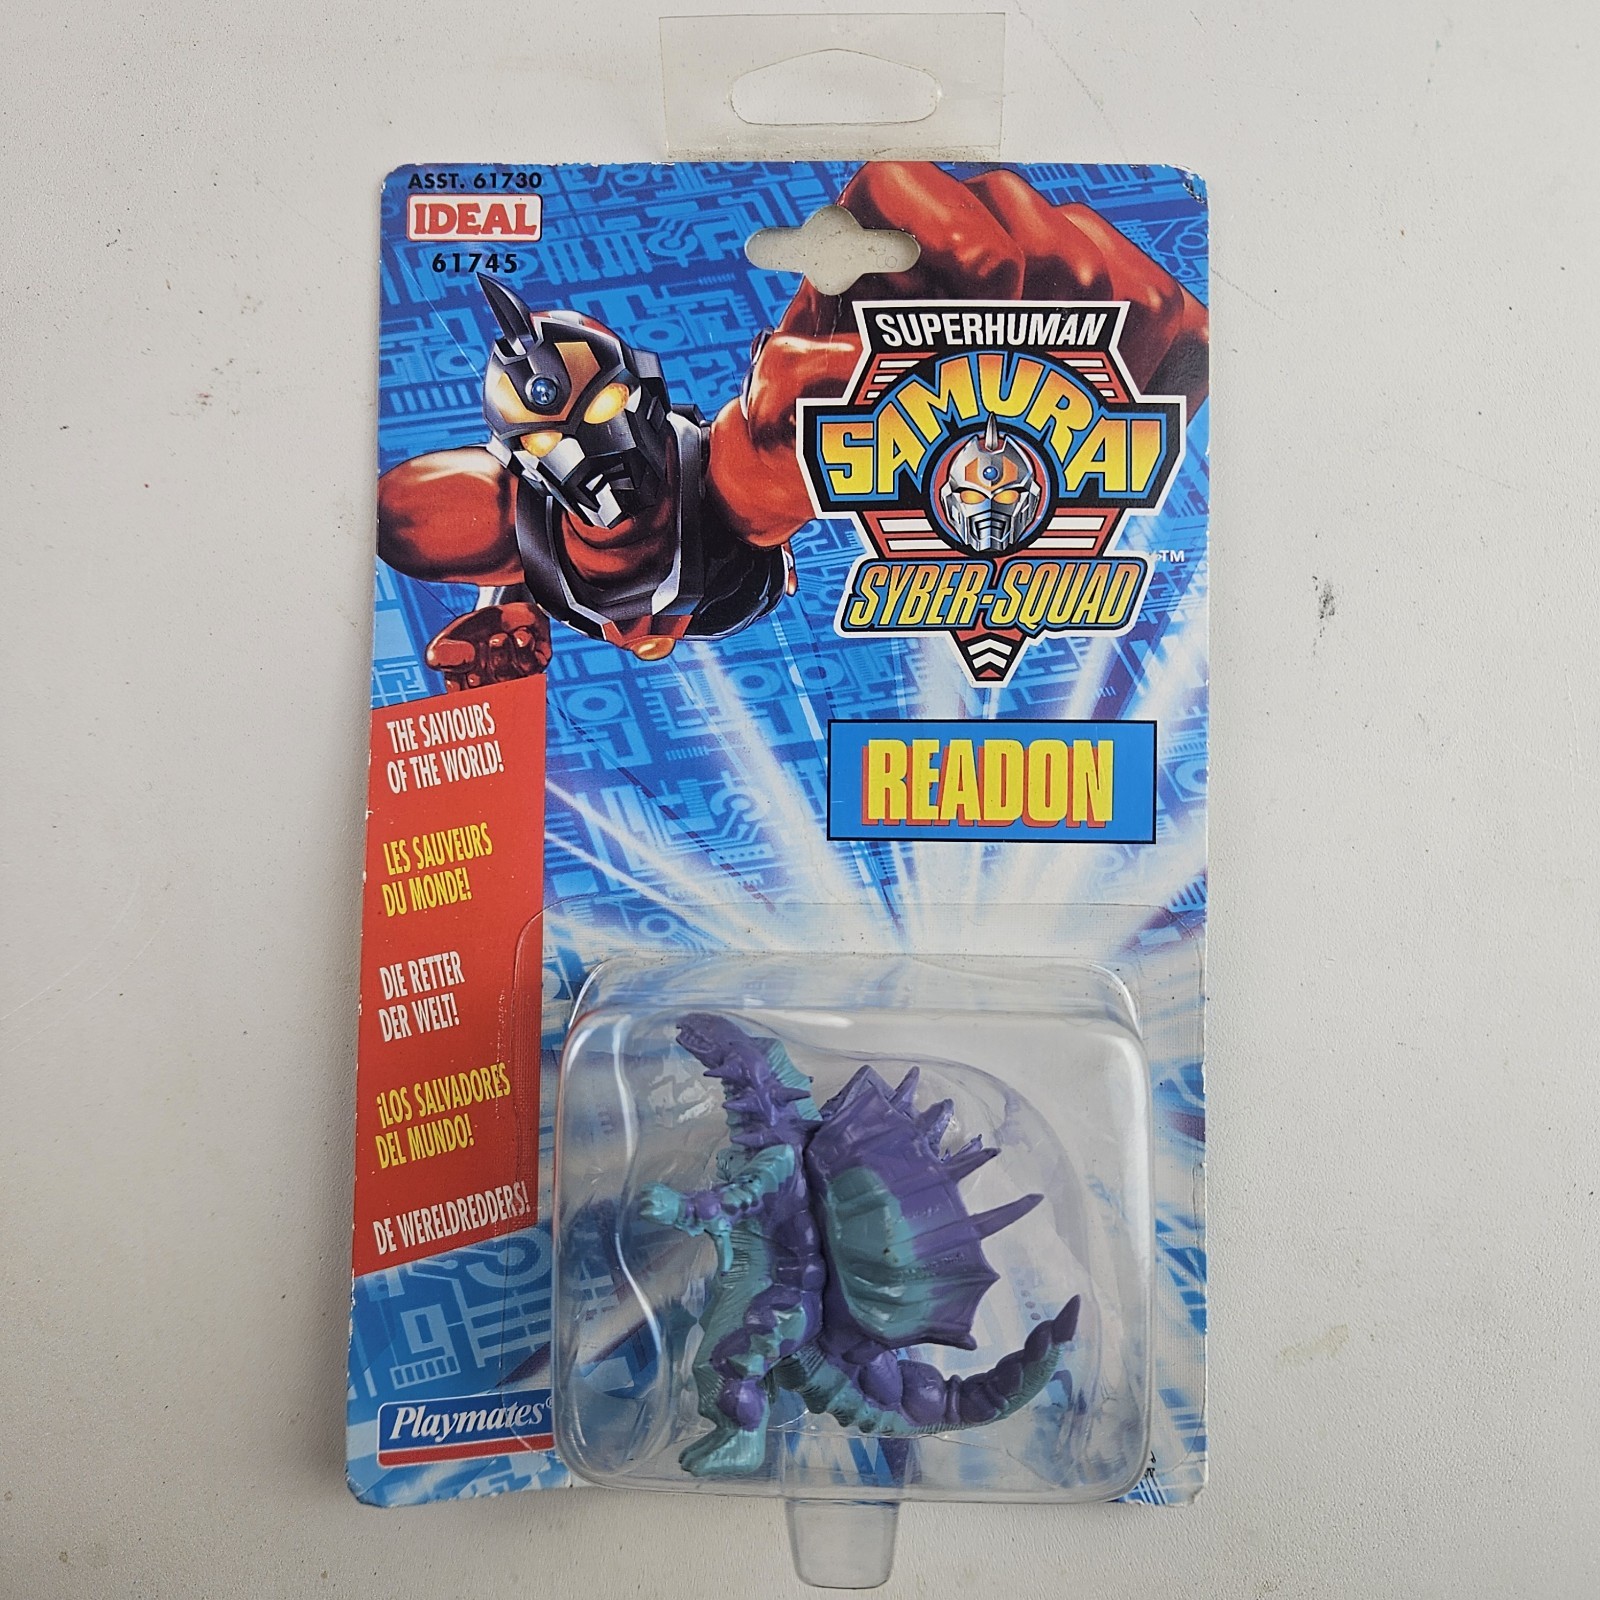 ASST. 61730
IDEAL
61745
SUPERHUMAN
SAMURAI
SYBER-SQUAD
TM
READON
THE SAVIOURS
OF THE WORLD!
LES SAUVEURS
DU MONDE!
DIE RETTER
DER WELT!
¡LOS SALVADORES
DEL MUNDO!
DE WERELDREDDERS!
Playmates®